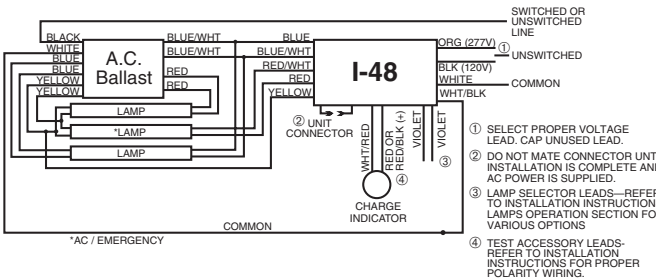 SWITCHED OR
UNSWITCHED
LINE
BLACK
WHITE
BLUE
BLUE
YELLOW
YELLOW
A.C.
Ballast
BLUE/WHT
BLUE/WHT
RED
RED
BLUE
BLUE/WHT
RED/WHT
RED
YELLOW
I-48
ORG (277V)
①
UNSWITCHED
BLK (120V)
WHITE
COMMON
WHT/BLK
LAMP
*LAMP
LAMP
② UNIT
CONNECTOR
WHT/RED
RED OR
RED/BLK (+)
④
VIOLET
VIOLET
③
CHARGE
INDICATOR
COMMON
*AC / EMERGENCY
① SELECT PROPER VOLTAGE
LEAD. CAP UNUSED LEAD.
② DO NOT MATE CONNECTOR
INSTALLATION IS COMPLETE
AC POWER IS SUPPLIED.
③ LAMP SELECTOR LEADS—
TO INSTALLATION
LAMPS OPERATION SECTION
VARIOUS OPTIONS
④ TEST ACCESSORY LEADS-
REFER TO INSTALLATION
INSTRUCTIONS FOR PROPER
POLARITY WIRING.